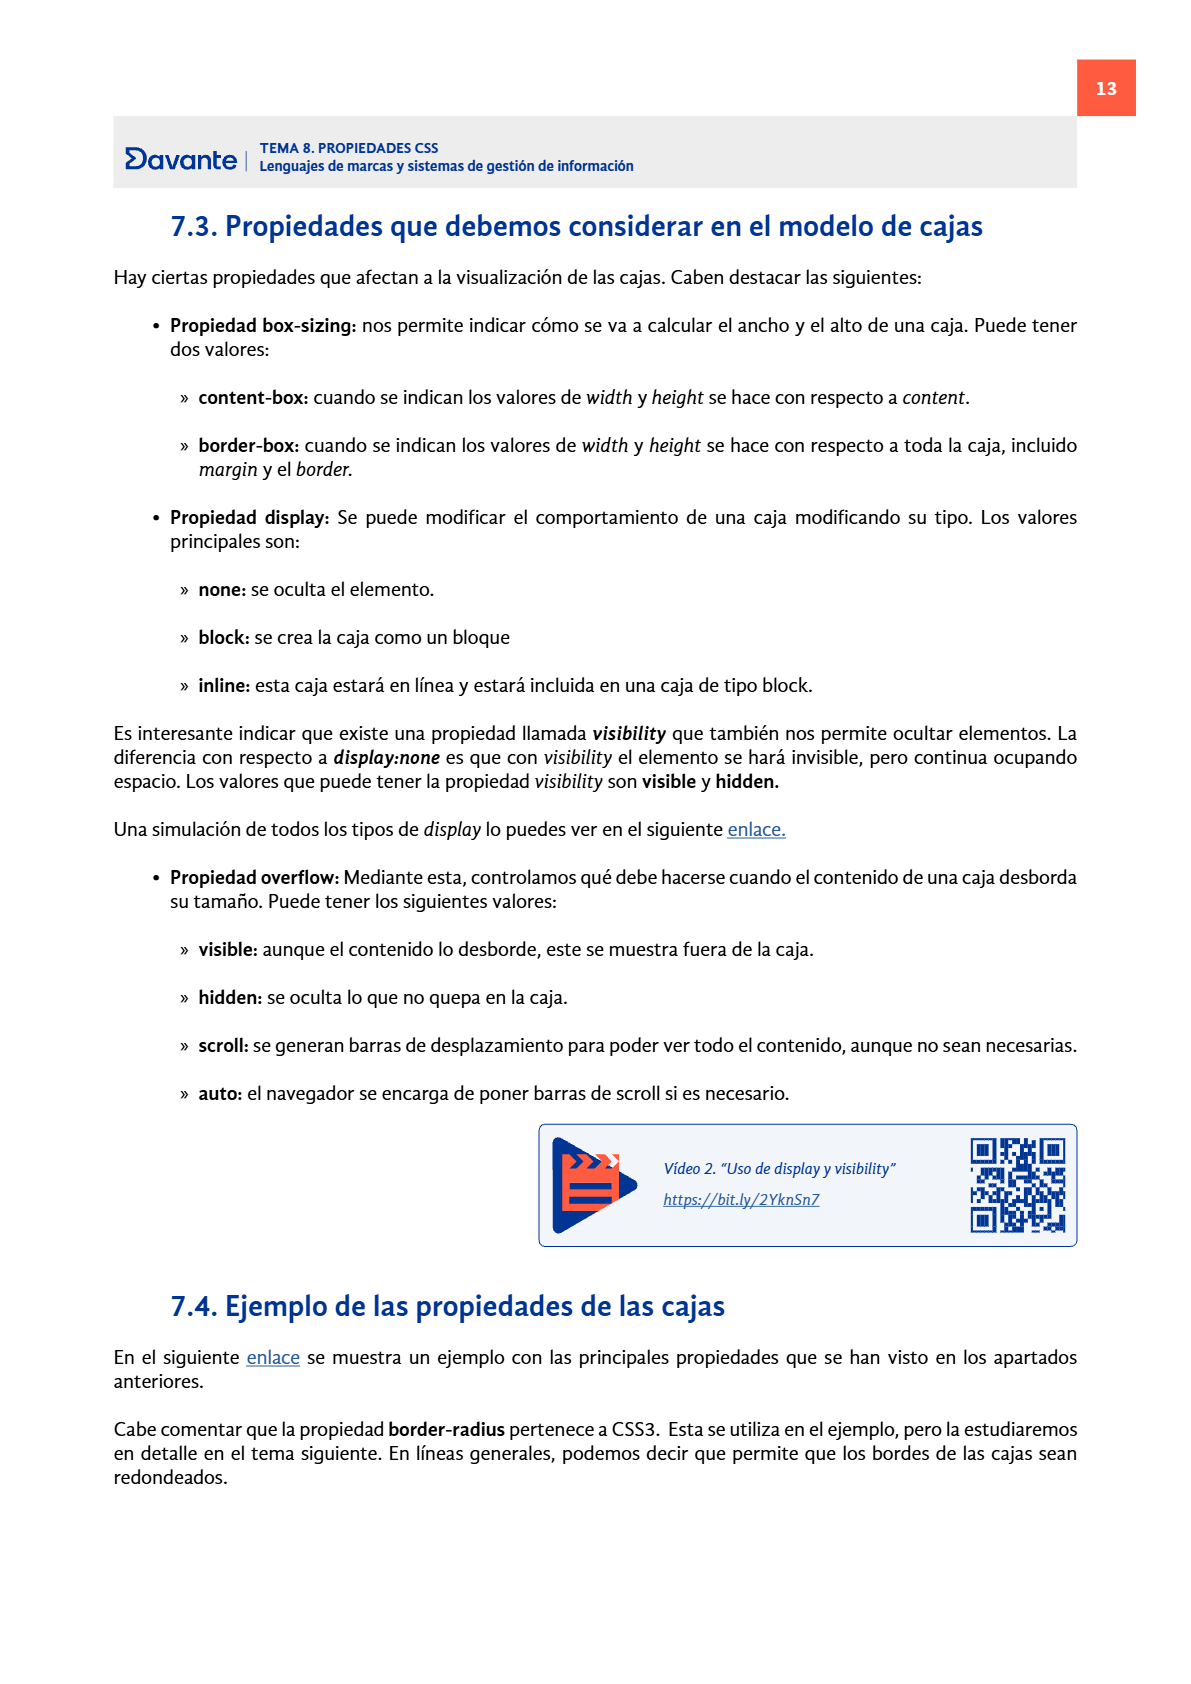 13
Davante
TEMA 8. PROPIEDADES CSS
Lenguajes de marcas y sistemas de gestión de información
7.3. Propiedades que debemos considerar en el modelo de cajas
Hay ciertas propiedades que afectan a la visualización de las cajas. Caben destacar las siguientes:
• Propiedad box-sizing: nos permite indicar cómo se va a calcular el ancho y el alto de una caja. Puede tener
dos valores:
» content-box: cuando se indican los valores de width y height se hace con respecto a content.
» border-box: cuando se indican los valores de width y height se hace con respecto a toda la caja, incluido
margin y el border.
• Propiedad display: Se puede modificar el comportamiento de una caja modificando su tipo. Los valores
principales son:
» none: se oculta el elemento.
» block: se crea la caja como un bloque
» inline: esta caja estará en línea y estará incluida en una caja de tipo block.
Es interesante indicar que existe una propiedad llamada visibility que también nos permite ocultar elementos. La
diferencia con respecto a display:none es que con visibility el elemento se hará invisible, pero continua ocupando
espacio. Los valores que puede tener la propiedad visibility son visible y hidden.
Una simulación de todos los tipos de display lo puedes ver en el siguiente enlace.
• Propiedad overflow: Mediante esta, controlamos qué debe hacerse cuando el contenido de una caja desborda
su tamaño. Puede tener los siguientes valores:
» visible: aunque el contenido lo desborde, este se muestra fuera de la caja.
» hidden: se oculta lo que no quepa en la caja.
» scroll: se generan barras de desplazamiento para poder ver todo el contenido, aunque no sean necesarias.
» auto: el navegador se encarga de poner barras de scroll si es necesario.
Vídeo 2. “Uso de display y visibility”
https://bit.ly/2YknSn7
7.4. Ejemplo de las propiedades de las cajas
En el siguiente enlace se muestra un ejemplo con las principales propiedades que se han visto en los apartados
anteriores.
Cabe comentar que la propiedad border-radius pertenece a CSS3. Esta se utiliza en el ejemplo, pero la estudiaremos
en detalle en el tema siguiente. En líneas generales, podemos decir que permite que los bordes de las cajas sean
redondeados.